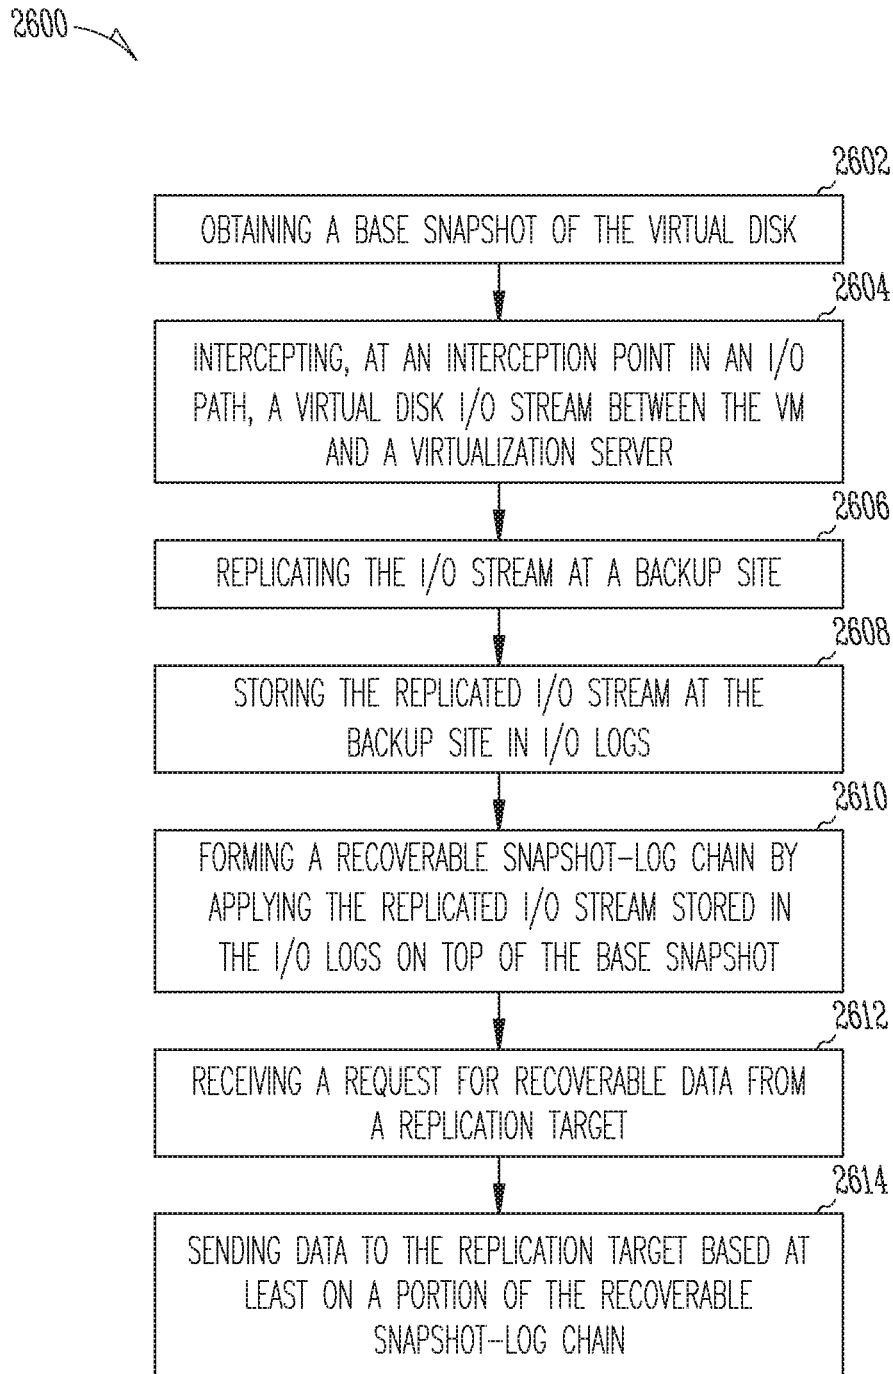 2600
2602
OBTAINING A BASE SNAPSHOT OF THE VIRTUAL DISK
2604
INTERCEPTING, AT AN INTERCEPTION POINT IN AN I/O
PATH, A VIRTUAL DISK I/O STREAM BETWEEN THE VM
AND A VIRTUALIZATION SERVER
2606
REPLICATING THE I/O STREAM AT A BACKUP SITE
2608
STORING THE REPLICATED I/O STREAM AT THE
BACKUP SITE IN I/O LOGS
2610
FORMING A RECOVERABLE SNAPSHOT-LOG CHAIN BY
APPLYING THE REPLICATED I/O STREAM STORED IN
THE I/O LOGS ON TOP OF THE BASE SNAPSHOT
2612
RECEIVING A REQUEST FOR RECOVERABLE DATA FROM
A REPLICATION TARGET
2614
SENDING DATA TO THE REPLICATION TARGET BASED AT
LEAST ON A PORTION OF THE RECOVERABLE
SNAPSHOT-LOG CHAIN